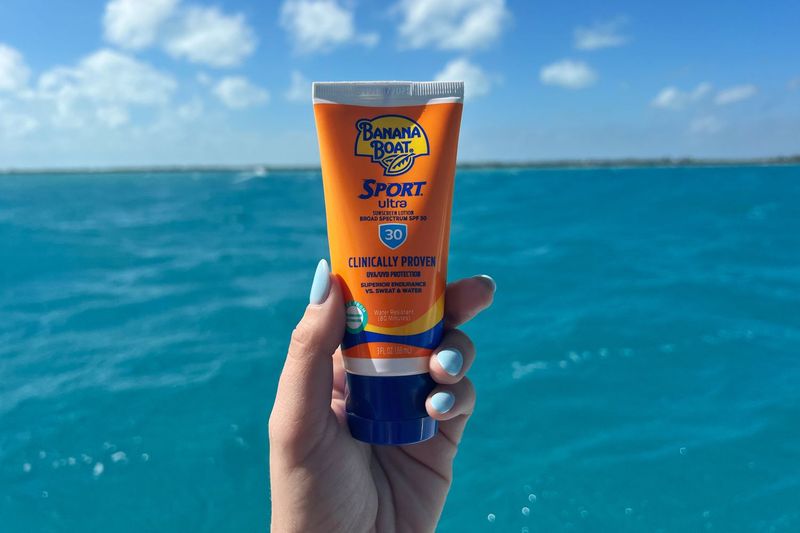 BANANA
BOAT®
SPORT
ultra
SUNSCREEN LOTION
BROAD SPECTRUM SPF 30
30
CLINICALLY PROVEN
UVA/UVB PROTECTION
SUPERIOR ENDURANCE
VS. SWEAT & WATER
Water Resistant
(80 Minutes)